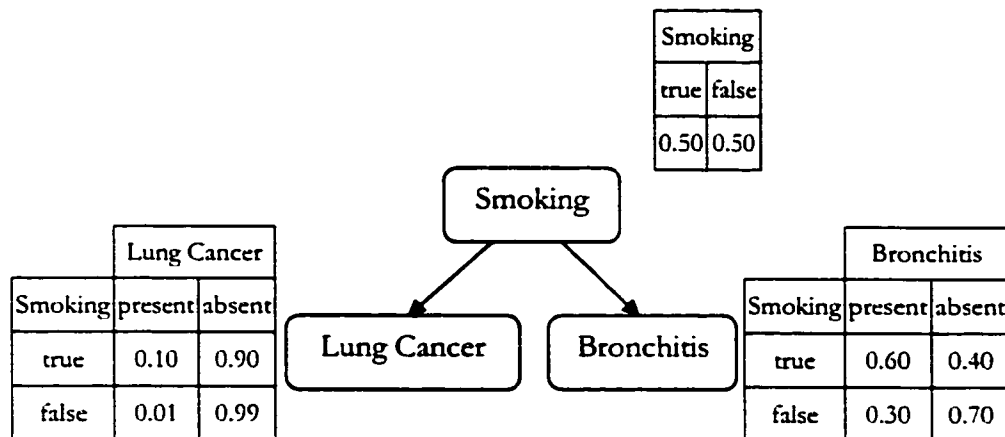 Smoking
true false
0.50 0.50
Smoking
Lung Cancer
Smoking present absent
true 0.10 0.90
false 0.01 0.99
Lung Cancer
Bronchitis
Bronchitis
Smoking present absent
true 0.60 0.40
false 0.30 0.70